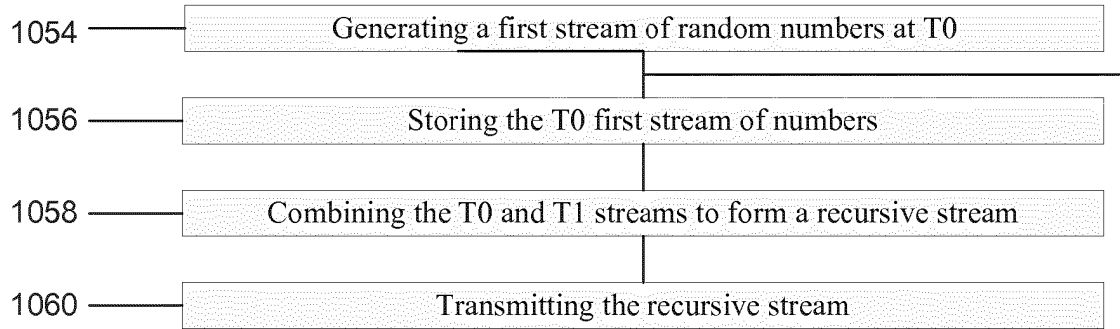 1054 Generating a first stream of random numbers at T0
1056 Storing the T0 first stream of numbers
1058 Combining the T0 and T1 streams to form a recursive stream
1060 Transmitting the recursive stream